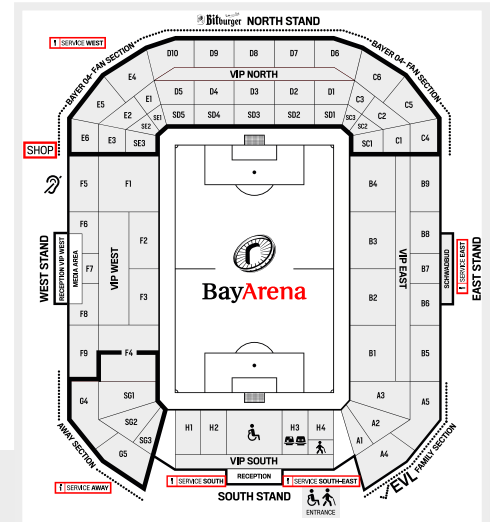 Bitburger NORTH STAND
! SERVICE WEST
BAYER 04- FAN SECTION
BAYER 04- FAN SECTION
D10 D9 D8 D7 D6
VIP NORTH
E4 C6
D5 D4 D3 D2 D1
E5 E1 C3 C5
E2 SE1 SD5 SD4 SD3 SD2 SD1 SC3 C2
SE2 SC2
E6 E3 SE3 SC1 C1 C4
SHOP
F5 F1 B4 B9
F6 F2 B3 B8
WEST STAND
RECEPTION VIP WEST
MEDIA AREA
VIP WEST
VIP EAST
SCHWADBUD
! SERVICE EAST
EAST STAND
F7 B7
BayArena
F8 F3 B2 B6
F9 F4 B1 B5
G4 SG1 A3 A5
SG2 A2
SG3 H1 H2 H3 H4 A1
G5 A4
AWAY SECTION
VIP SOUTH
EVL FAMILY SECTION
! SERVICE AWAY
! SERVICE SOUTH
RECEPTION
! SERVICE SOUTH-EAST
SOUTH STAND
ENTRANCE